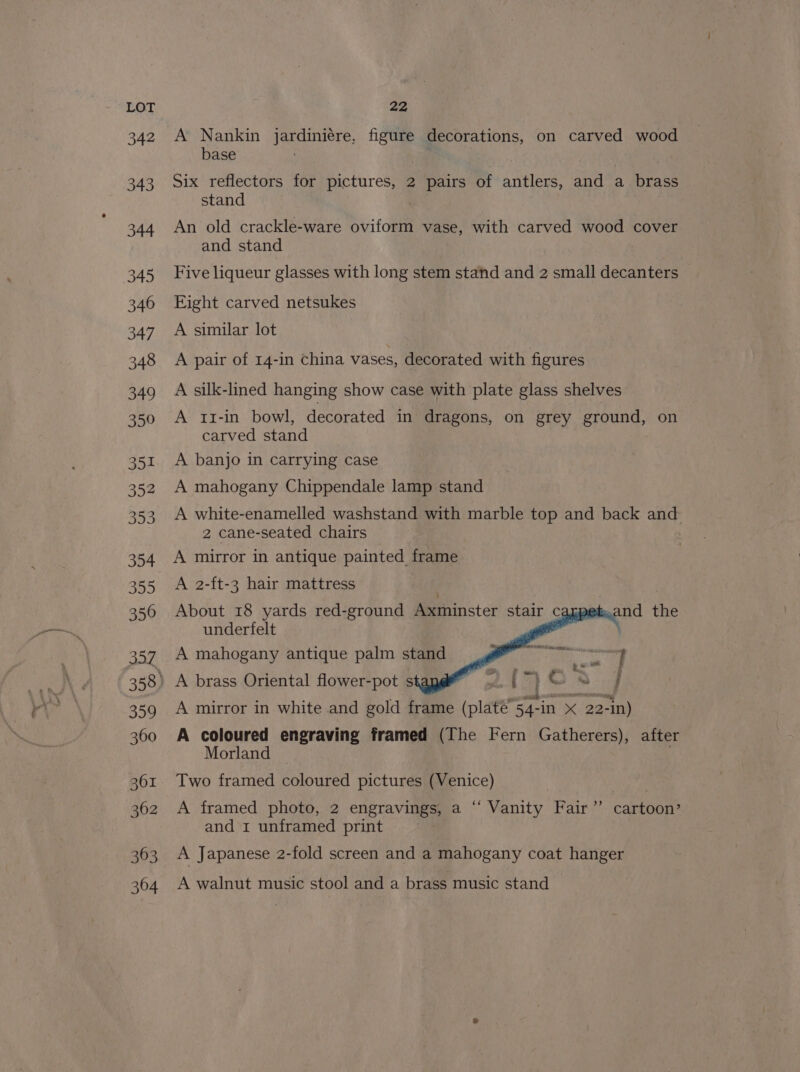 LOT 22
342 A Nankin jardiniére, figure decorations, on carved wood
base
343 Six reflectors for pictures, 2 pairs of antlers, and a brass
stand
344 An old crackle-ware oviform vase, with carved wood cover
and stand
345 Five liqueur glasses with long stem stand and 2 small decanters
346 Eight carved netsukes
347 A similar lot
348 A pair of 14-in china vases, decorated with figures
349 A silk-lined hanging show case with plate glass shelves
350 A 11-in bowl, decorated in dragons, on grey ground, on
carved stand
351 A banjo in carrying case
352 A mahogany Chippendale lamp stand
353 A white-enamelled washstand with marble top and back and
2 cane-seated chairs
354 A mirror in antique painted frame
355 A 2-ft-3 hair mattress
356 About 18 yards red-ground Axminster stair carpet and the
underfelt
357 A mahogany antique palm stand
358 A brass Oriental flower-pot stand
359 A mirror in white and gold frame (plate 54-in × 22-in)
360 A coloured engraving framed (The Fern Gatherers), after
Morland
361 Two framed coloured pictures (Venice)
362 A framed photo, 2 engravings, a “ Vanity Fair ” cartoon’
and 1 unframed print
363 A Japanese 2-fold screen and a mahogany coat hanger
364 A walnut music stool and a brass music stand